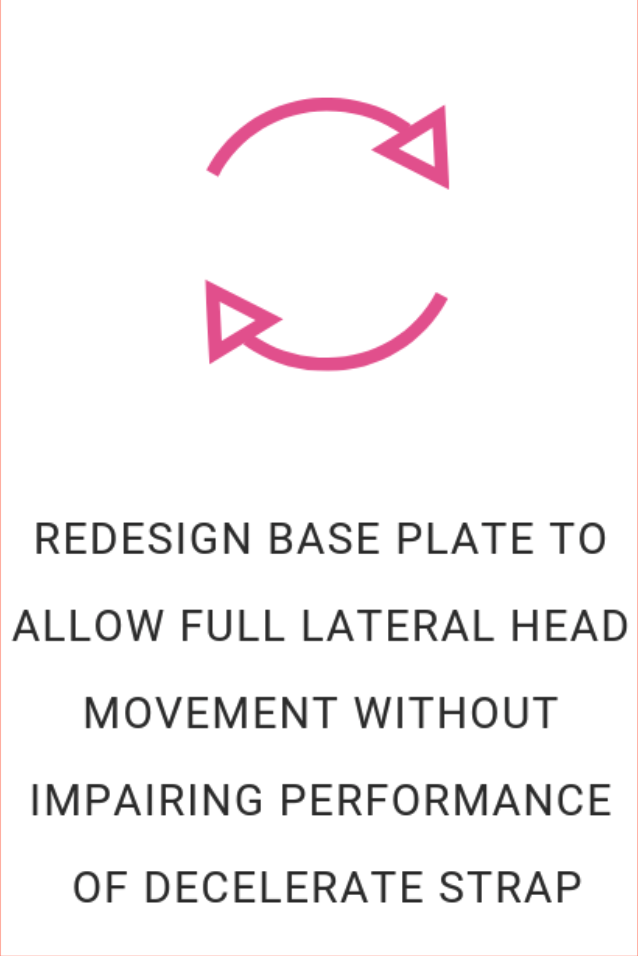 REDESIGN BASE PLATE TO
ALLOW FULL LATERAL HEAD
MOVEMENT WITHOUT
IMPAIRING PERFORMANCE
OF DECELERATE STRAP